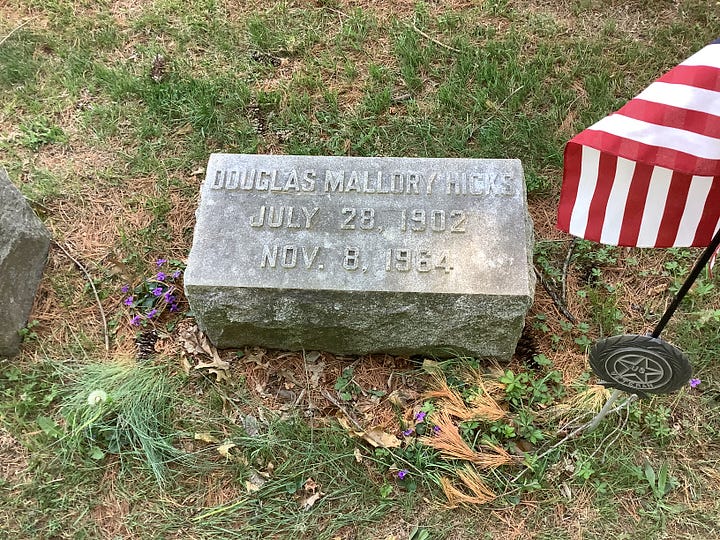 DOUGLAS MALLORY HICKS
JULY 28, 1902
NOV. 8, 1964